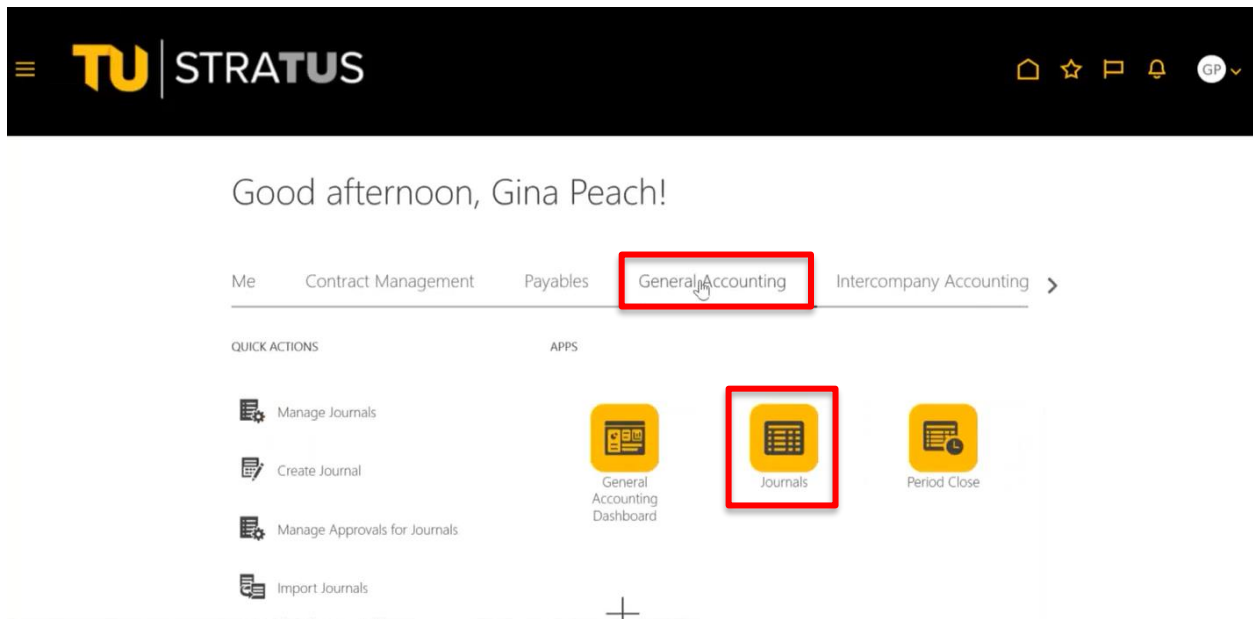 TU STRATUS
GP
Good afternoon, Gina Peach!
Me Contract Management Payables General Accounting Intercompany Accounting
QUICK ACTIONS APPS
Manage Journals
Create Journal
General
Accounting
Dashboard
Journals
Period Close
Manage Approvals for Journals
Import Journals